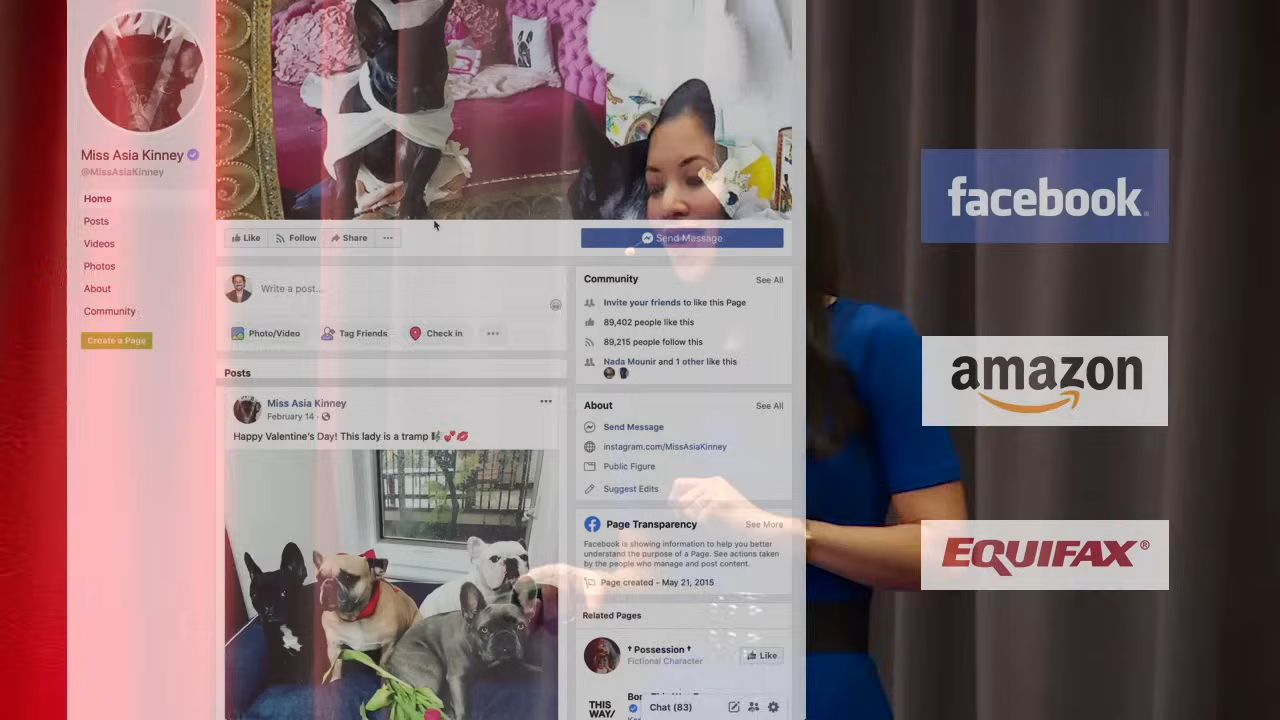 Miss Asia Kinney
@MissAsiaKinney
Home
Posts
Videos
Photos
About
Community
Create a Page
Like
Follow
Share
Send Message
Write a post...
Photo/Video
Tag Friends
Check in
Posts
Miss Asia Kinney
February 14
Happy Valentine's Day! This lady is a tramp
Community
See All
Invite your friends to like this Page
89,402 people like this
89,215 people follow this
Nada Mounir and 1 other like this
About
See All
Send Message
instagram.com/MissAsiaKinney
Public Figure
Suggest Edits
Page Transparency
See More
Facebook is showing information to help you better
understand the purpose of a Page. See actions taken
by the people who manage and post content.
Page created - May 21, 2015
Related Pages
† Possession †
Fictional Character
Like
THIS
WAY/
Chat (83)
facebook®
amazon
EQUIFAX®